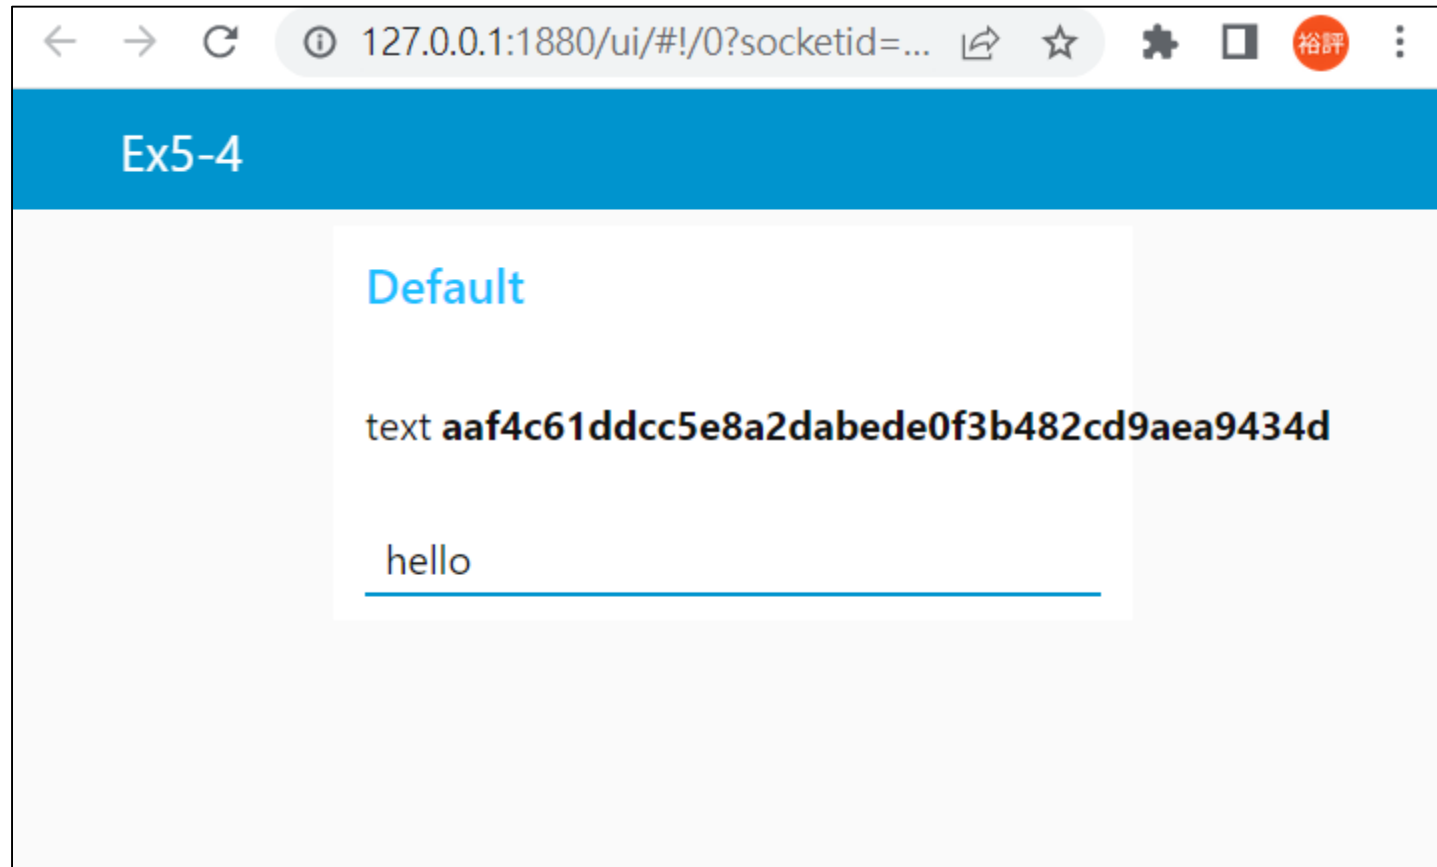 127.0.0.1:1880/ui/#!/0?socketid=... 裕評
Ex5-4
Default
text aaf4c61ddcc5e8a2dabede0f3b482cd9aea9434d
hello